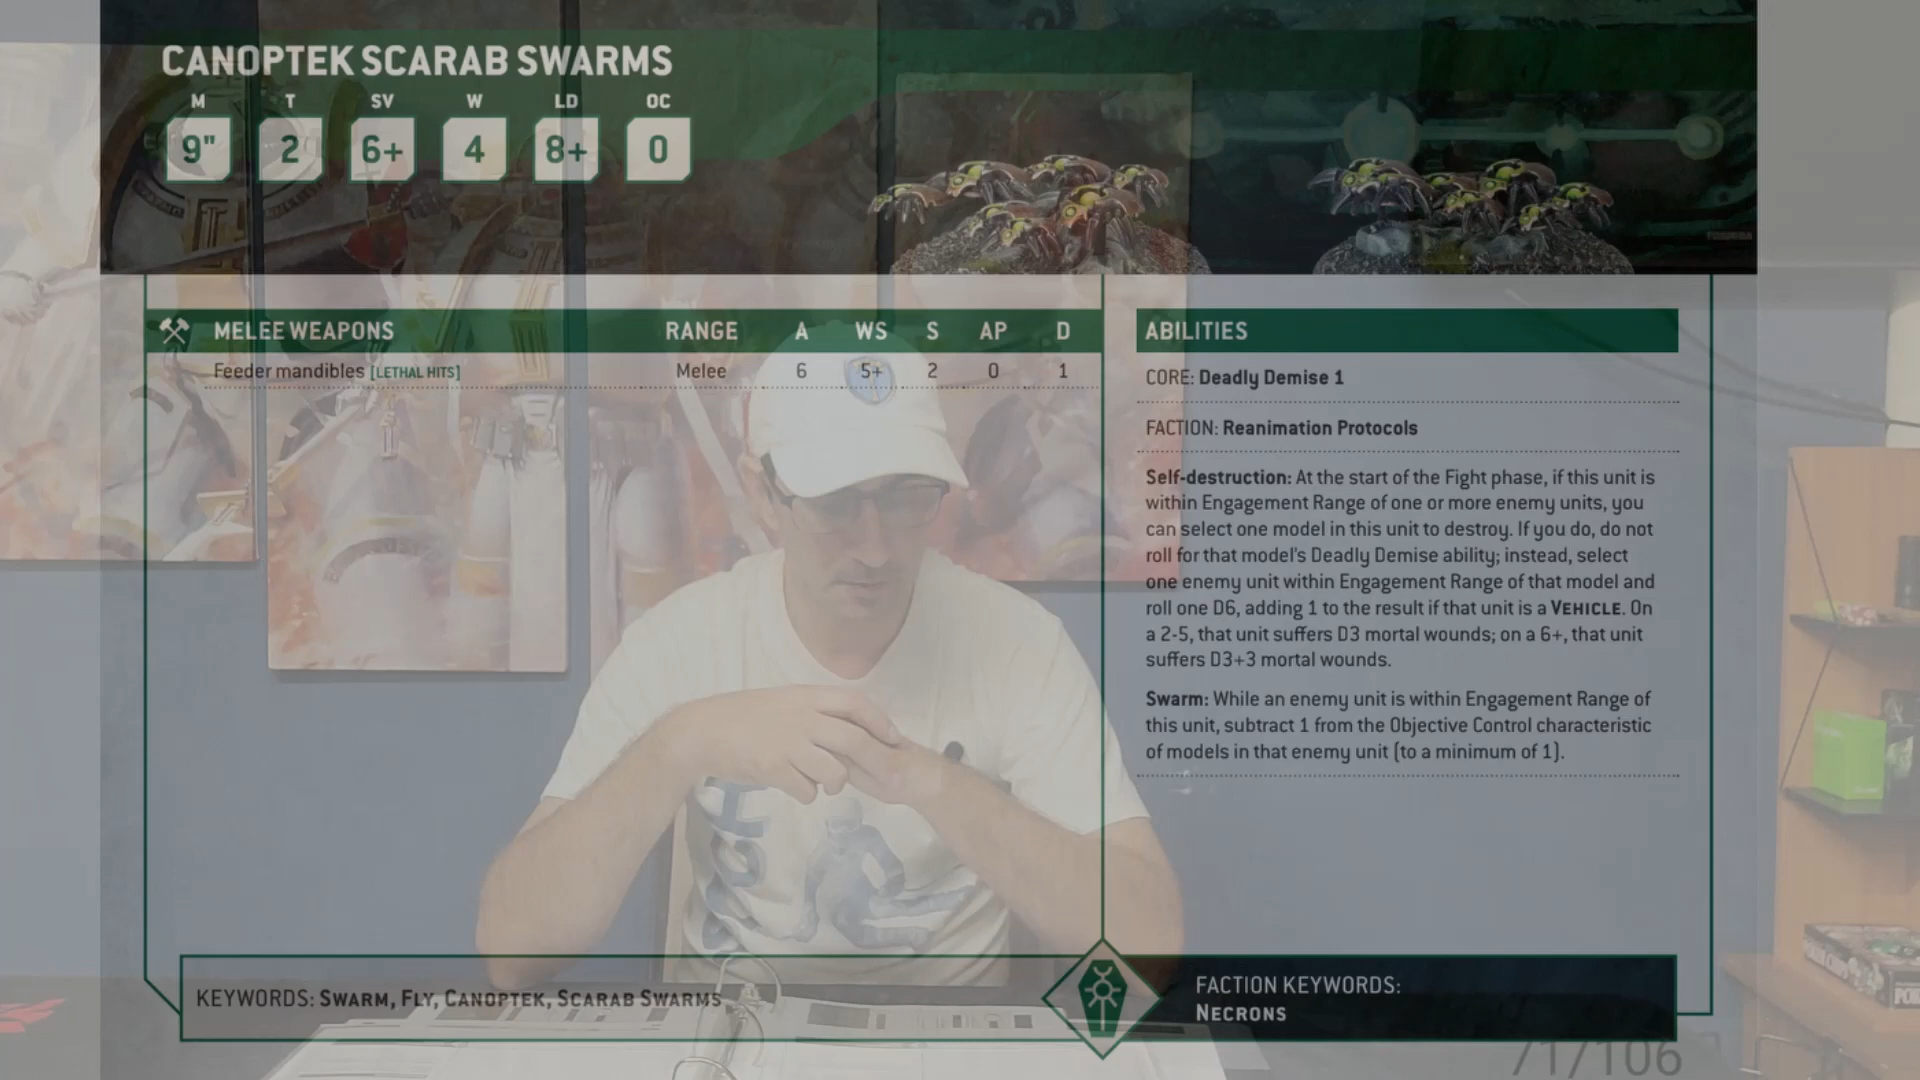 CANOPTEK SCARAB SWARMS
M T SV W LD OC
9" 2 6+ 4 8+ 0
MELEE WEAPONS RANGE A WS S AP D
Feeder mandibles [LETHAL HITS] Melee 6 5+ 2 0 1
ABILITIES
CORE: Deadly Demise 1
FACTION: Reanimation Protocols
Self-destruction: At the start of the Fight phase, if this unit is
within Engagement Range of one or more enemy units, you
can select one model in this unit to destroy. If you do, do not
roll for that model's Deadly Demise ability; instead, select
one enemy unit within Engagement Range of that model and
roll one D6, adding 1 to the result if that unit is a VEHICLE. On
a 2-5, that unit suffers D3 mortal wounds; on a 6+, that unit
suffers D3+3 mortal wounds.
Swarm: While an enemy unit is within Engagement Range of
this unit, subtract 1 from the Objective Control characteristic
of models in that enemy unit (to a minimum of 1).
KEYWORDS: SWARM, FLY, CANOPTEK, SCARAB SWARMS
FACTION KEYWORDS:
NECRONS
71/106